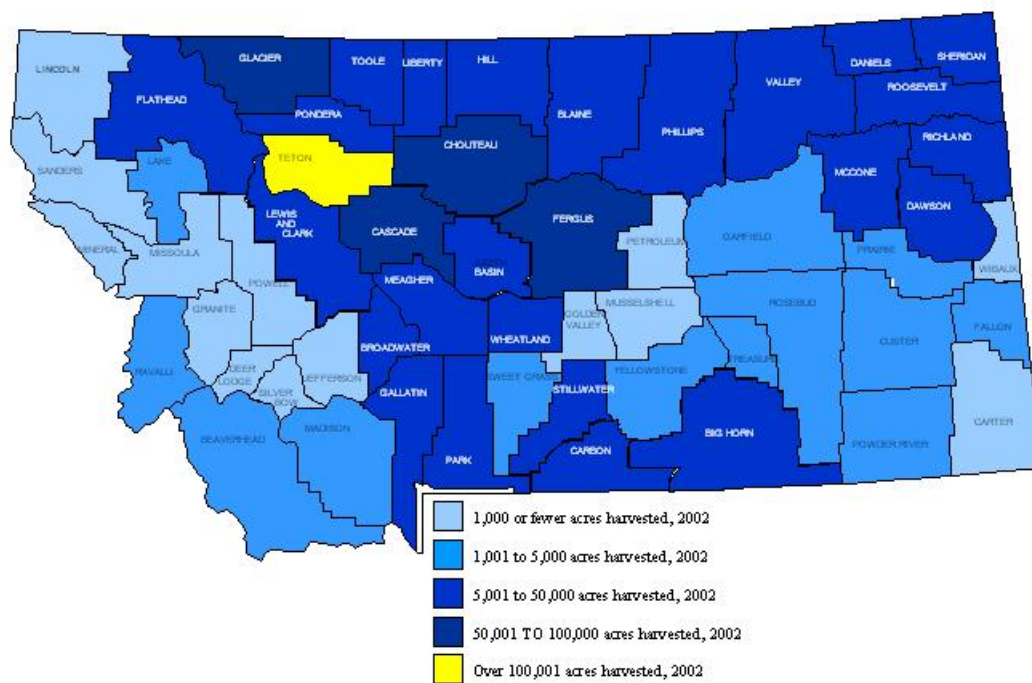 LINCOLN
FLATHEAD
GLACIER
TOOLE
LIBERTY
HILL
BLAINE
PHILLIPS
VALLEY
DANIELS
SHERIDAN
ROOSEVELT
PONDERA
RICHLAND
SANDERS
LAKE
TETON
CHOUTEAU
MCCONE
DAWSON
LEWIS
AND
CLARK
CASCADE
FERGUS
PETROLEUM
GARFIELD
PRAIRIE
WIBAUX
MINERAL
MISSOULA
POWELL
MEAGHER
BASIN
GRANITE
BROADWATER
WHEATLAND
GOLDEN
VALLEY
MUSSELSHELL
ROSEBUD
CUSTER
FALLON
RAVALLI
DEER
LODGE
SILVER
BOW
JEFFERSON
GALLATIN
SWEET GRASS
STILLWATER
YELLOWSTONE
TREASURE
CARTER
BEAVERHEAD
MADISON
PARK
CARBON
BIG HORN
POWDER RIVER
1,000 or fewer acres harvested, 2002
1,001 to 5,000 acres harvested, 2002
5,001 to 50,000 acres harvested, 2002
50,001 TO 100,000 acres harvested, 2002
Over 100,001 acres harvested, 2002